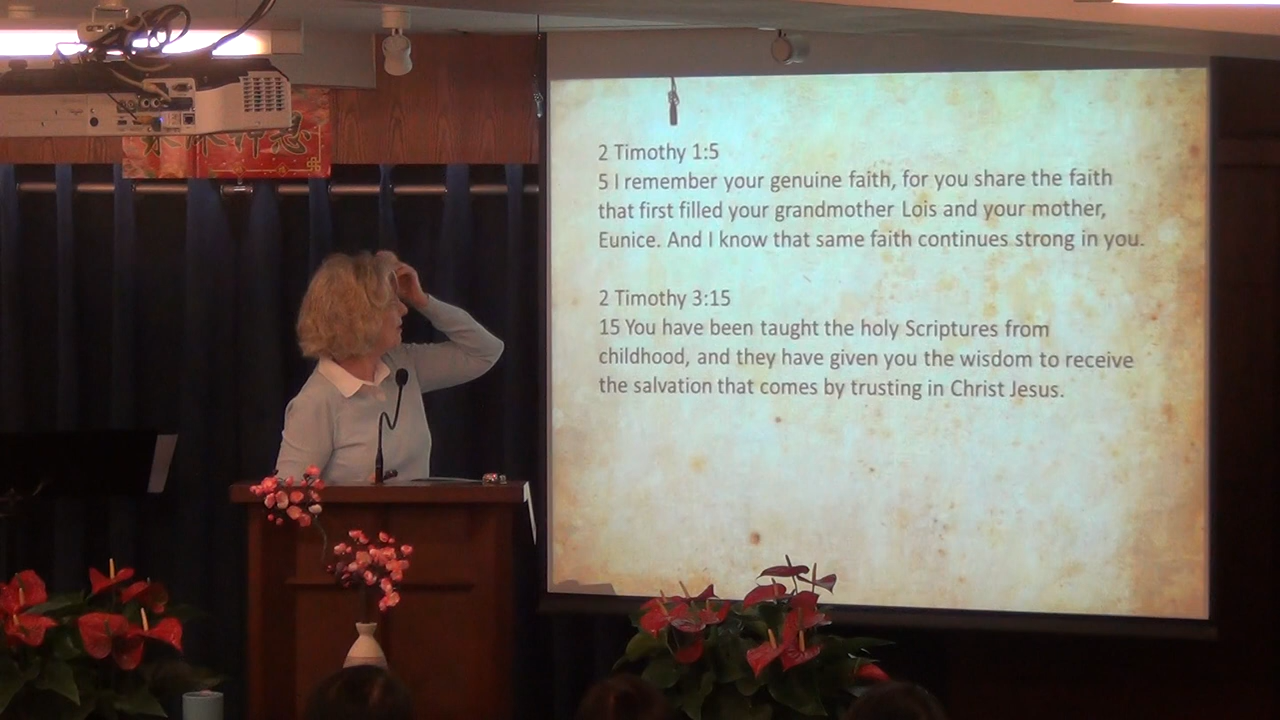 2 Timothy 1:5
5 I remember your genuine faith, for you share the faith
that first filled your grandmother Lois and your mother,
Eunice. And I know that same faith continues strong in you.
2 Timothy 3:15
15 You have been taught the holy Scriptures from
childhood, and they have given you the wisdom to receive
the salvation that comes by trusting in Christ Jesus.